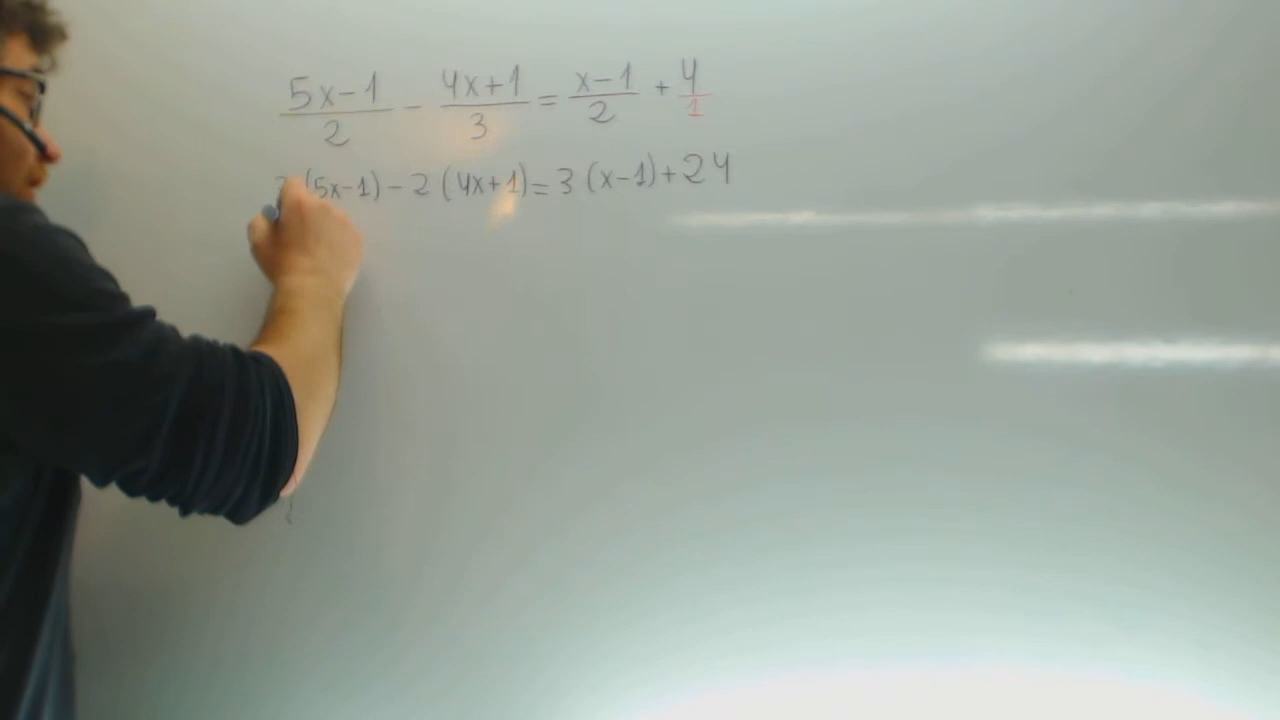 5x-1/2 - 4x+1/3 = x-1/2 + 4/1
(5x-1) - 2 (4x+1) = 3 (x-1) + 24